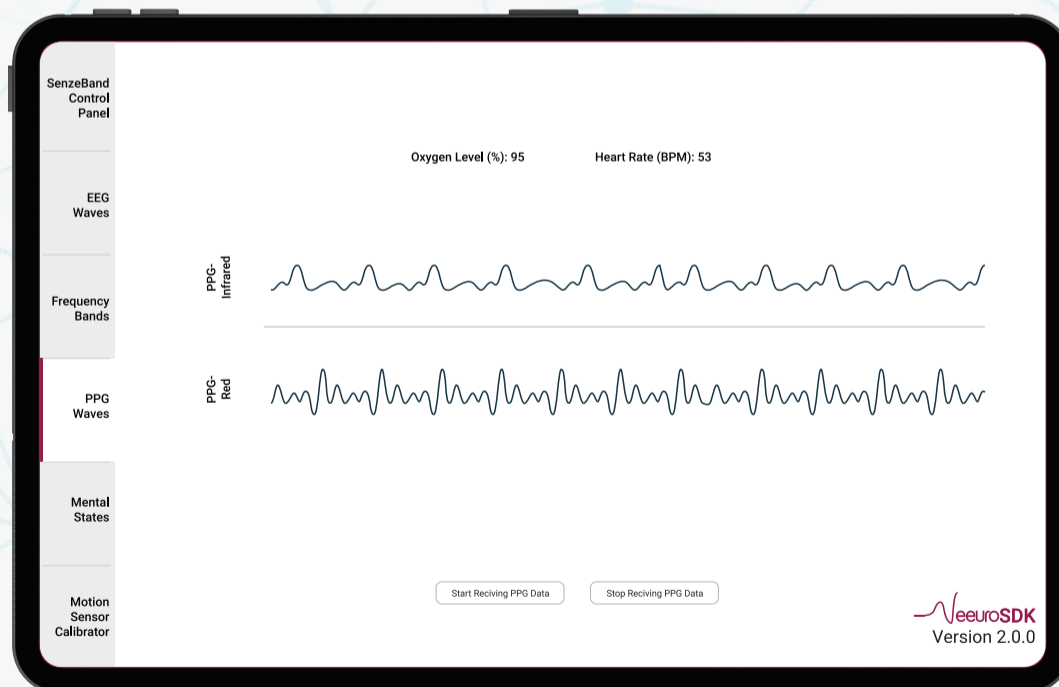 SenzeBand
Control
Panel
EEG
Waves
Frequency
Bands
PPG
Waves
Mental
States
Motion
Sensor
Calibrator
Oxygen Level (%): 95
Heart Rate (BPM): 53
PPG-
Infrared
PPG-
Red
Start Reciving PPG Data
Stop Reciving PPG Data
NeeuroSDK
Version 2.0.0